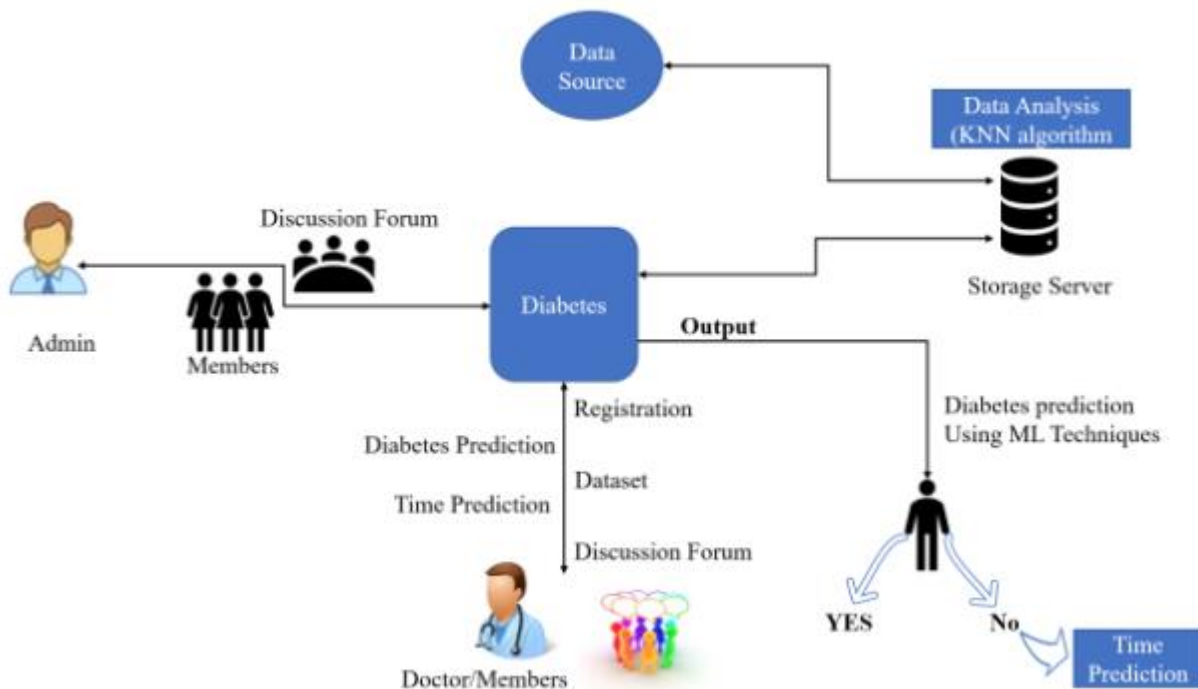 Data
Source
Data Analysis
(KNN algorithm
Storage Server
Discussion Forum
Admin
Members
Diabetes
Output
Registration
Diabetes Prediction
Dataset
Time Prediction
Discussion Forum
Doctor/Members
Diabetes prediction
Using ML Techniques
YES
No
Time
Prediction